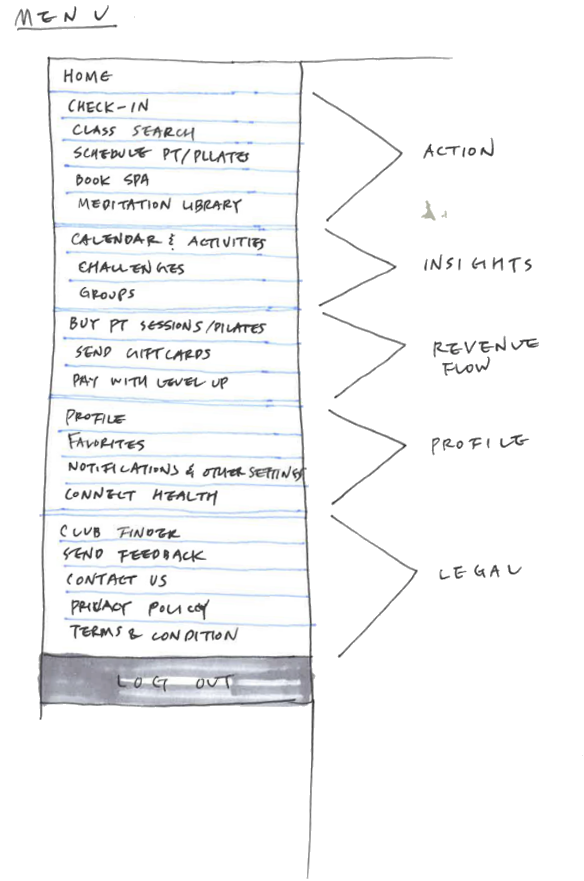 MENU
HOME
CHECK-IN
CLASS SEARCH
SCHEDULE PT/PLLATES
BOOK SPA
MEDITATION LIBRARY
ACTION
CALENDAR & ACTIVITIES
CHALLENGES
GROUPS
INSIGHTS
BUY PT SESSIONS/PILATES
SEND GIFTCARDS
PAY WITH LEVEL UP
REVENUE
FLOW
PROFILE
FAVORITES
NOTIFICATIONS & OTHER SETTINGS
CONNECT HEALTH
PROFILE
CLUB FINDER
SEND FEEDBACK
CONTACT US
PRIVACY POLICY
TERMS & CONDITION
LEGAL
LOG OUT